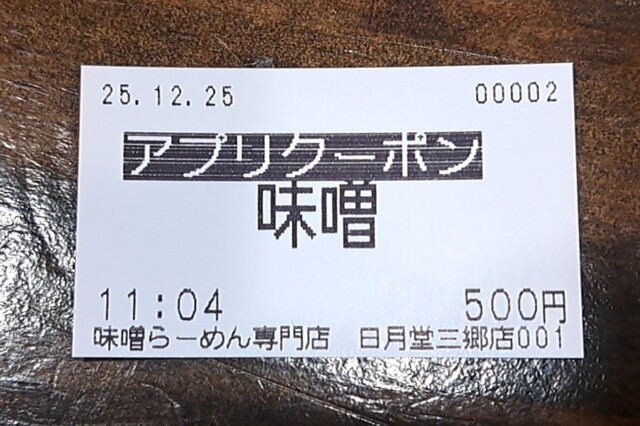 25.12.25 00002
アプリクーポン
味噌
11:04 500円
味噌らーめん専門店 日月堂三郷店001